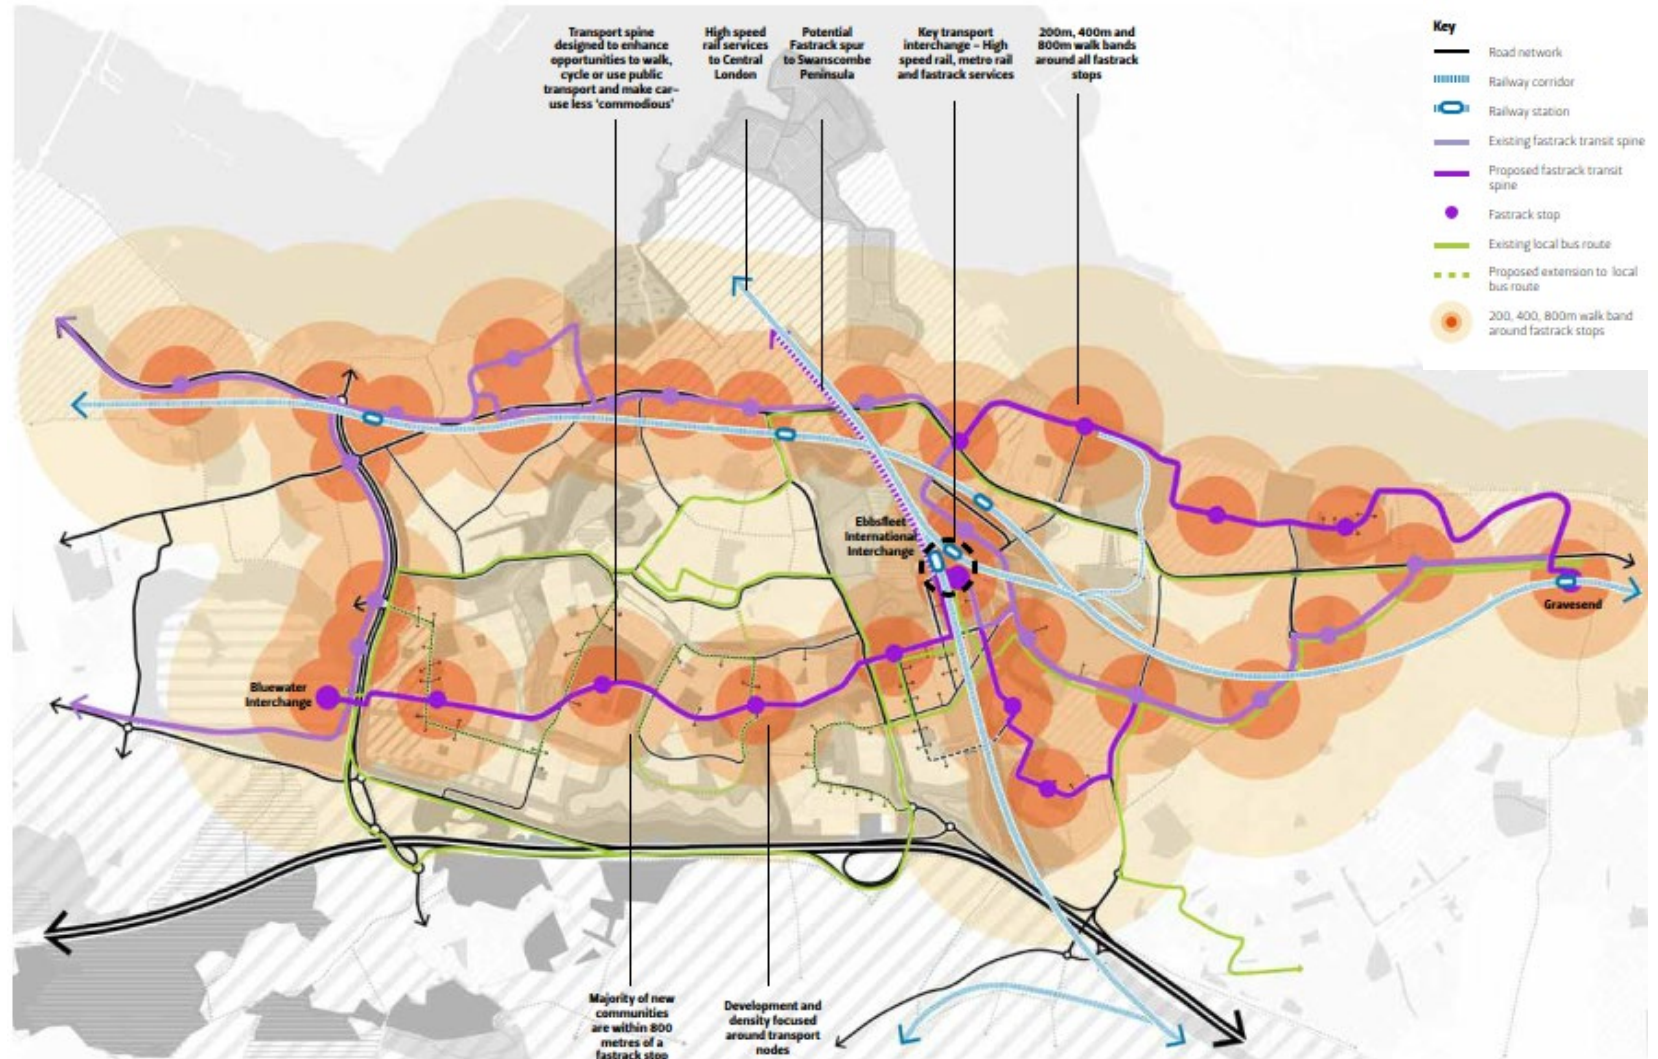 Transport spine
designed to enhance
opportunities to walk,
cycle or use public
transport and make car-
use less ‘commodious’
High speed
rail services
to Central
London
Potential
Fastrack spur
to Swanscombe
Peninsula
Key transport
interchange – High
speed rail, metro rail
and fastrack services
200m, 400m and
800m walk bands
around all fastrack
stops
Key
Road network
Railway corridor
Railway station
Existing fastrack transit spine
Proposed fastrack transit
spine
Fastrack stop
Existing local bus route
Proposed extension to local
bus route
200, 400, 800m walk band
around fastrack stops
Ebbsfleet
International
Interchange
Gravesend
Bluewater
Interchange
Majority of new
communities
are within 800
metres of a
fastrack stop
Development and
density focused
around transport
nodes